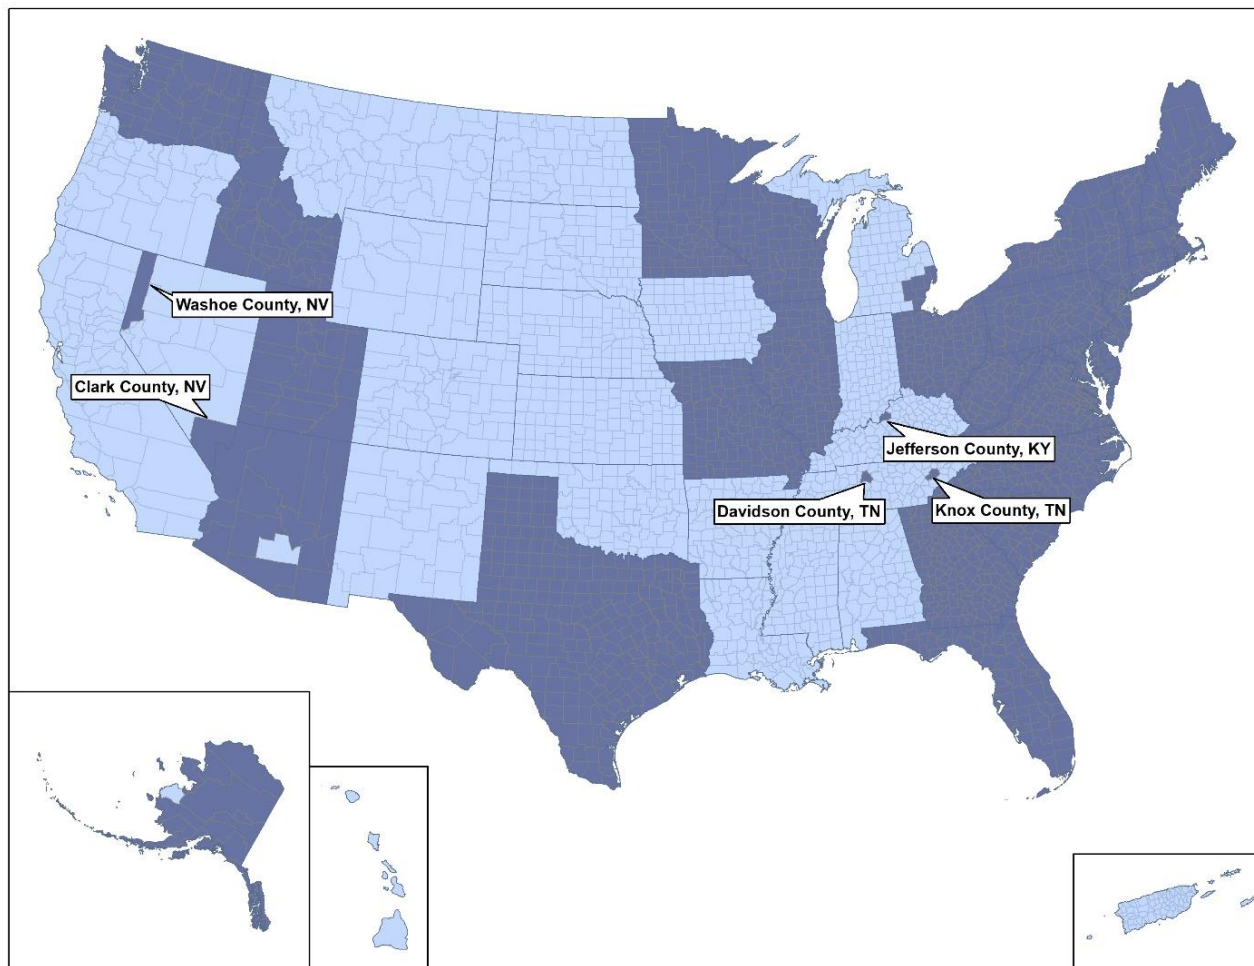 Washoe County, NV
Clark County, NV
Jefferson County, KY
Davidson County, TN
Knox County, TN